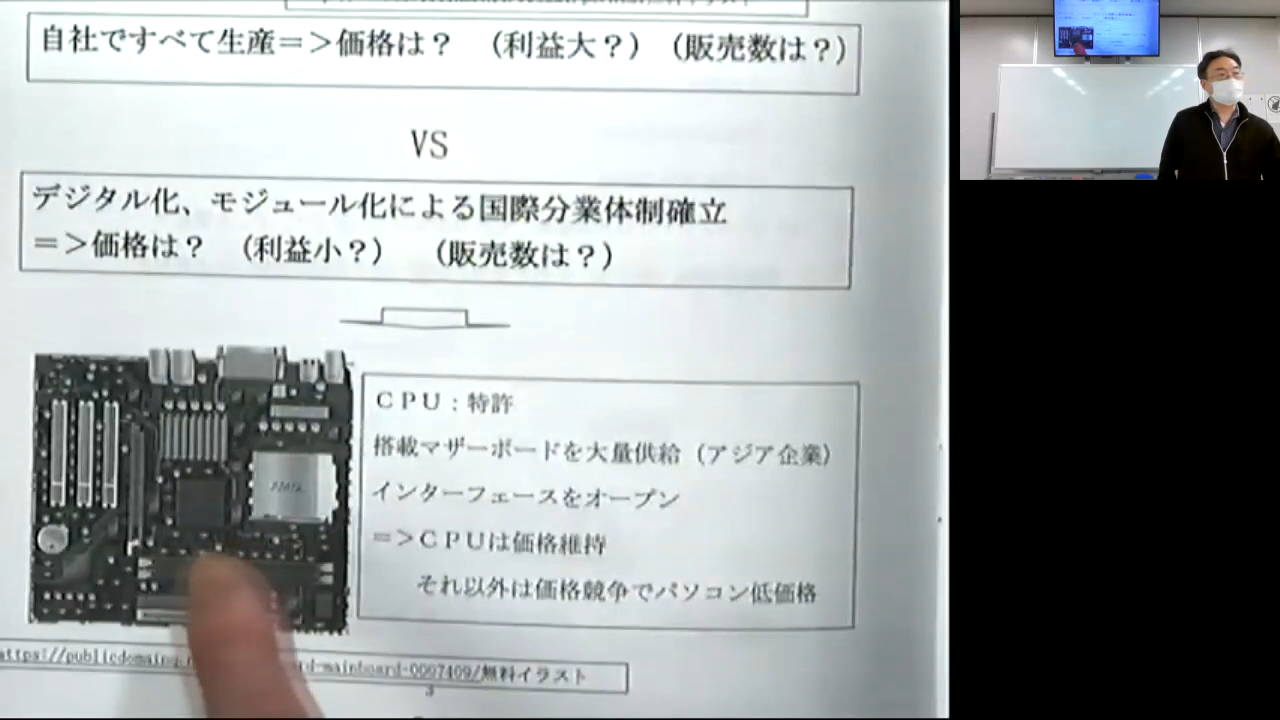 自社ですべて生産＝＞価格は？　（利益大？）（販売数は？）
VS
デジタル化、モジュール化による国際分業体制確立
＝＞価格は？　（利益小？）　（販売数は？）
ＣＰＵ：特許
搭載マザーボードを大量供給（アジア企業）
インターフェースをオープン
＝＞ＣＰＵは価格維持
それ以外は価格競争でパソコン低価格
-mainboard-0007409/無料イラスト
3